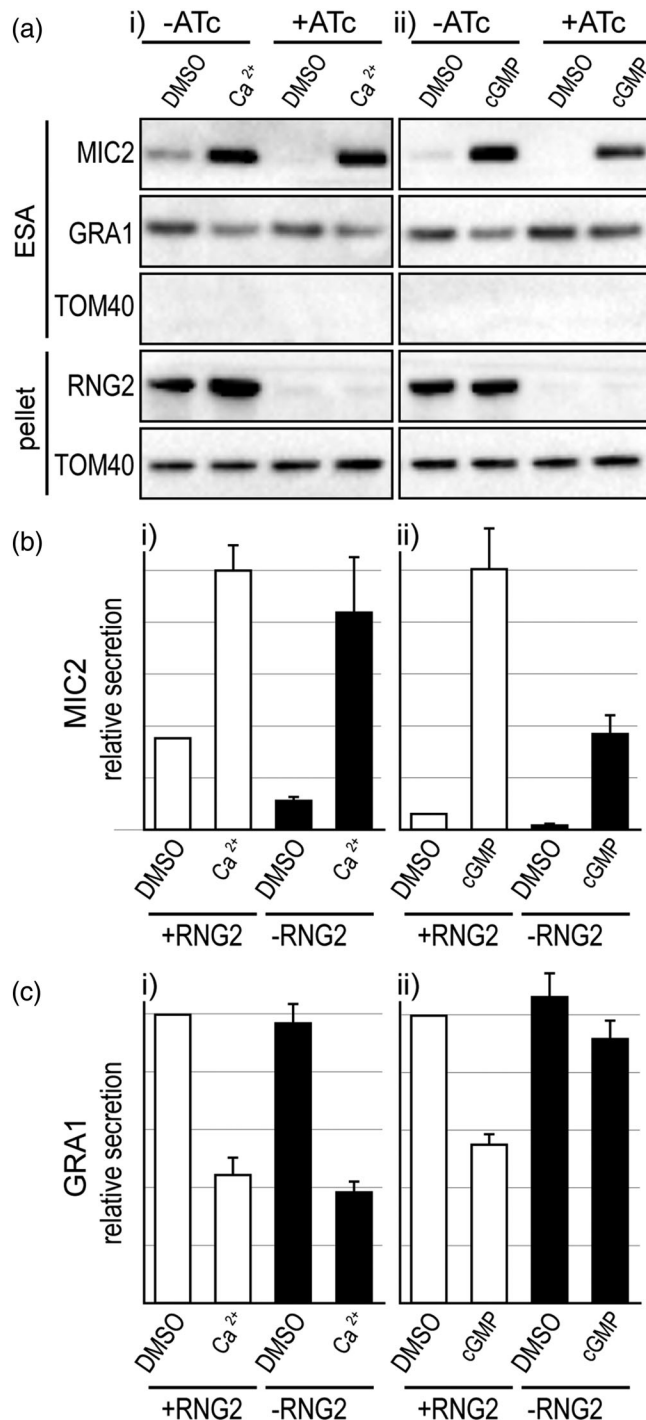 (a) i) -ATc +ATc ii) -ATc +ATc
DMSO Ca 2+ DMSO Ca 2+ DMSO cGMP DMSO cGMP
ESA
MIC2
GRA1
TOM40
pellet
RNG2
TOM40
(b) i) ii)
MIC2
relative secretion
DMSO Ca 2+ DMSO Ca 2+ DMSO cGMP DMSO cGMP
+RNG2 -RNG2 +RNG2 -RNG2
(c) i) ii)
GRA1
relative secretion
DMSO Ca 2+ DMSO Ca 2+ DMSO cGMP DMSO cGMP
+RNG2 -RNG2 +RNG2 -RNG2